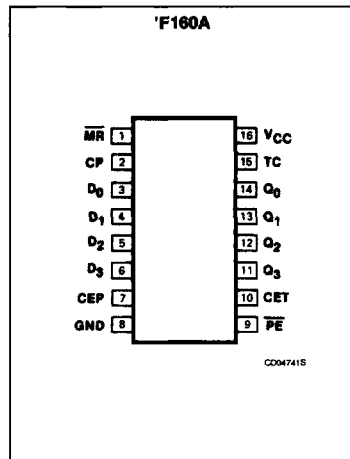 'F160A
MR 1 16 VCC
CP 2 15 TC
D0 3 14 Q0
D1 4 13 Q1
D2 5 12 Q2
D3 6 11 Q3
CEP 7 10 CET
GND 8 9 PE
CD04741S